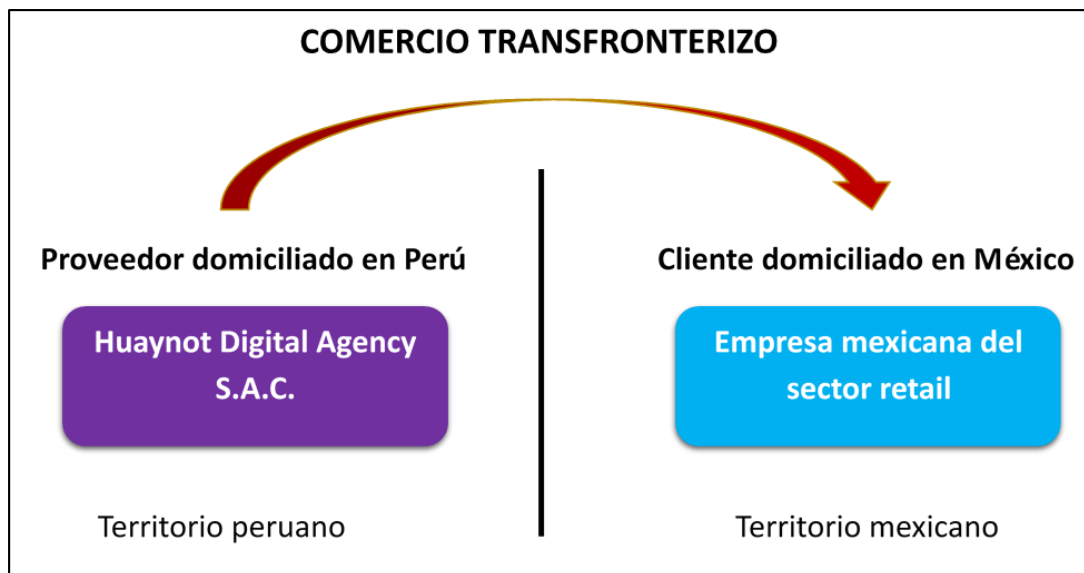 COMERCIO TRANSFRONTERIZO
Proveedor domiciliado en Perú
Cliente domiciliado en México
Huaynot Digital Agency
S.A.C.
Empresa mexicana del
sector retail
Territorio peruano
Territorio mexicano